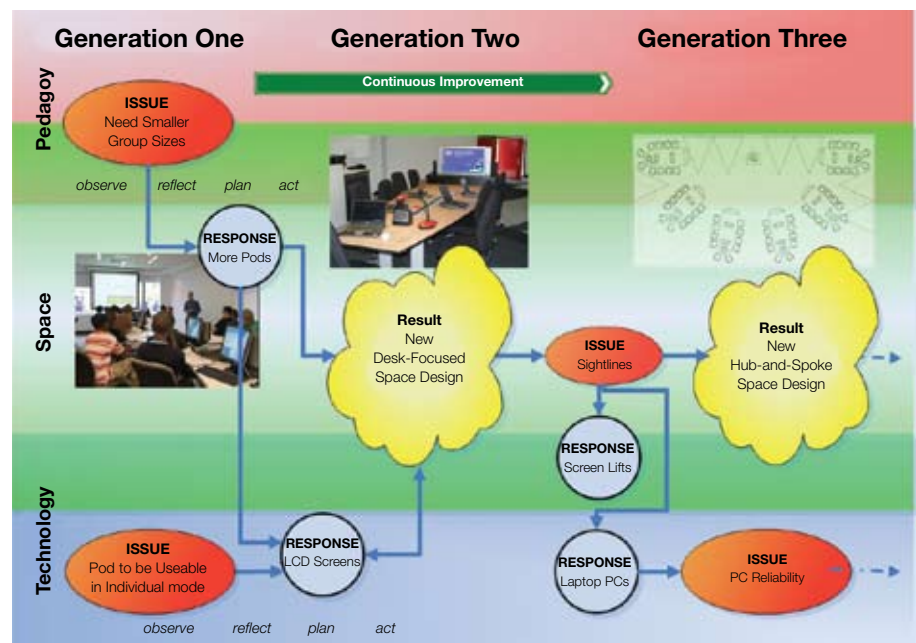 Generation One
Generation Two
Generation Three
Continuous Improvement
Pedagoy
ISSUE
Need Smaller
Group Sizes
observe reflect plan act
RESPONSE
More Pods
Space
Result
New
Desk-Focused
Space Design
ISSUE
Sightlines
Result
New
Hub-and-Spoke
Space Design
RESPONSE
Screen Lifts
Technology
ISSUE
Pod to be Useable
in Individual mode
RESPONSE
LCD Screens
RESPONSE
Laptop PCs
ISSUE
PC Reliability
observe reflect plan act